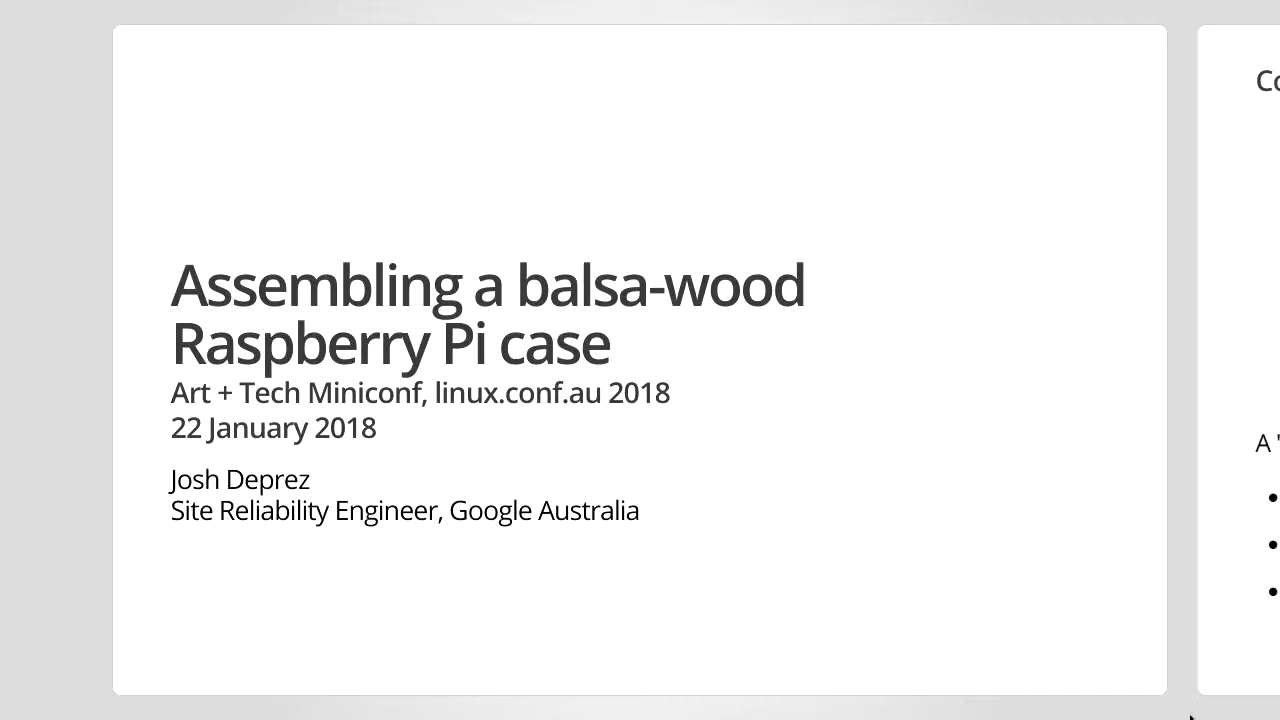 Assembling a balsa-wood
Raspberry Pi case
Art + Tech Miniconf, linux.conf.au 2018
22 January 2018
Josh Deprez
Site Reliability Engineer, Google Australia
A